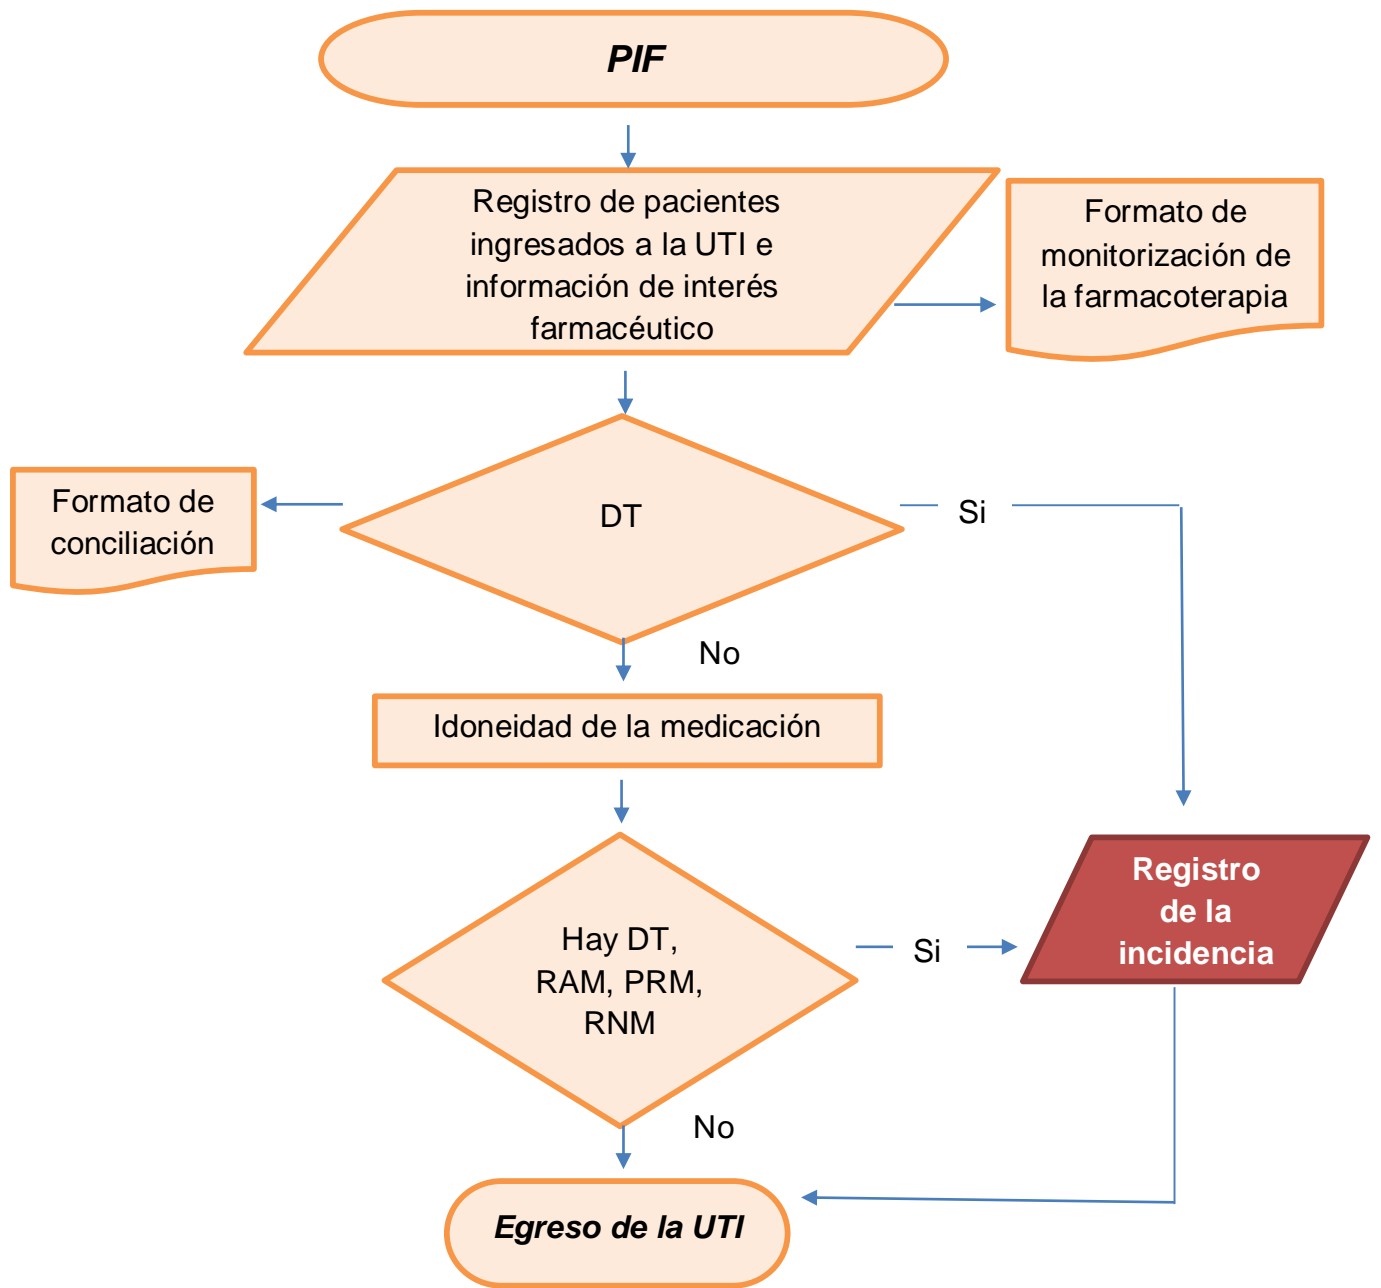 PIF
Registro de pacientes
ingresados a la UTI e
información de interés
farmacéutico
Formato de
monitorización de
la farmacoterapia
Formato de
conciliación
DT
Si
No
Idoneidad de la medicación
Hay DT,
RAM, PRM,
RNM
Si
Registro
de la
incidencia
No
Egreso de la UTI